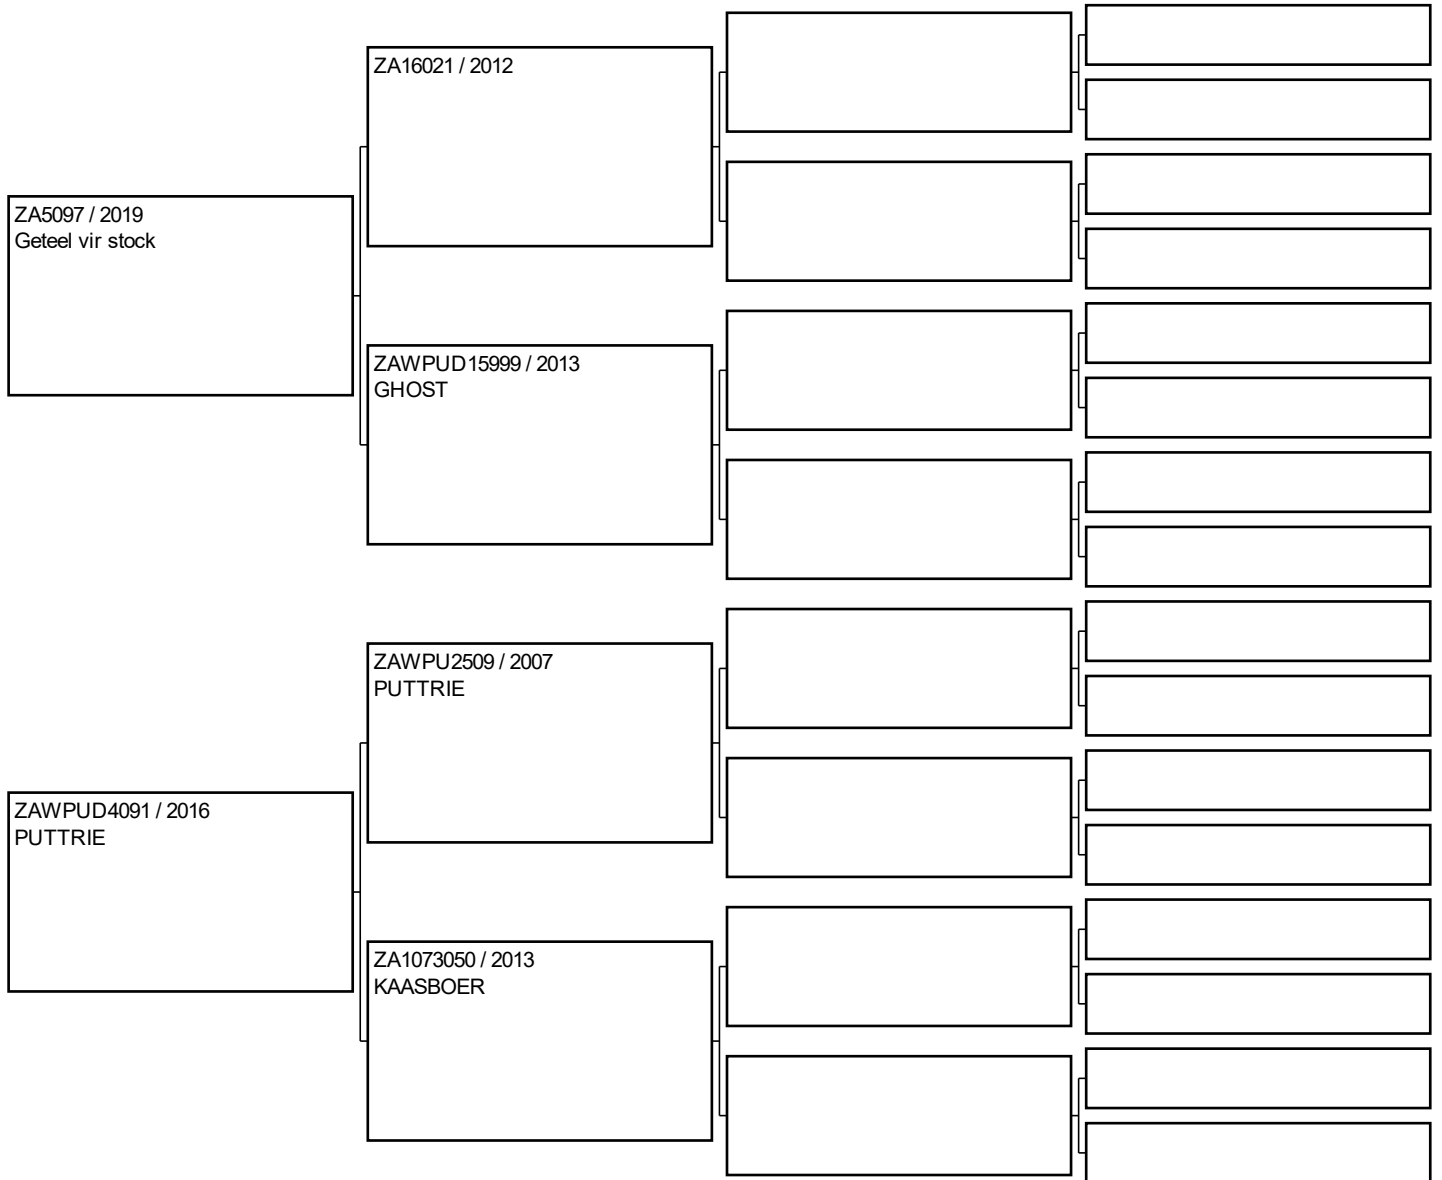 ZA16021 / 2012
ZA5097 / 2019
Geteel vir stock
ZAWPUD15999 / 2013
GHOST
ZAWPU2509 / 2007
PUTTRIE
ZAWPUD4091 / 2016
PUTTRIE
ZA1073050 / 2013
KAASBOER